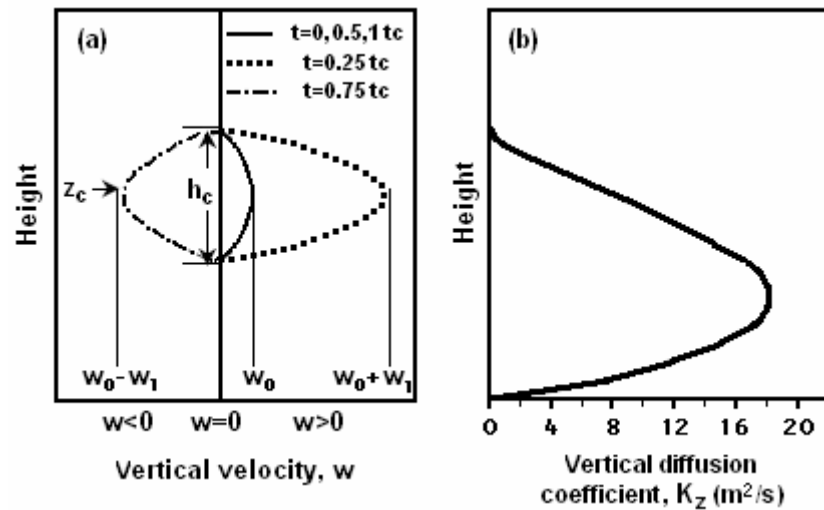 (a)
t=0,0.5,1 tc
t=0.25 tc
t=0.75 tc
zc
hc
Height
w0-w1
w0
w0+w1
w<0
w=0
w>0
Vertical velocity, w
(b)
Height
0
4
8
12
16
20
Vertical diffusion
coefficient, Kz (m²/s)